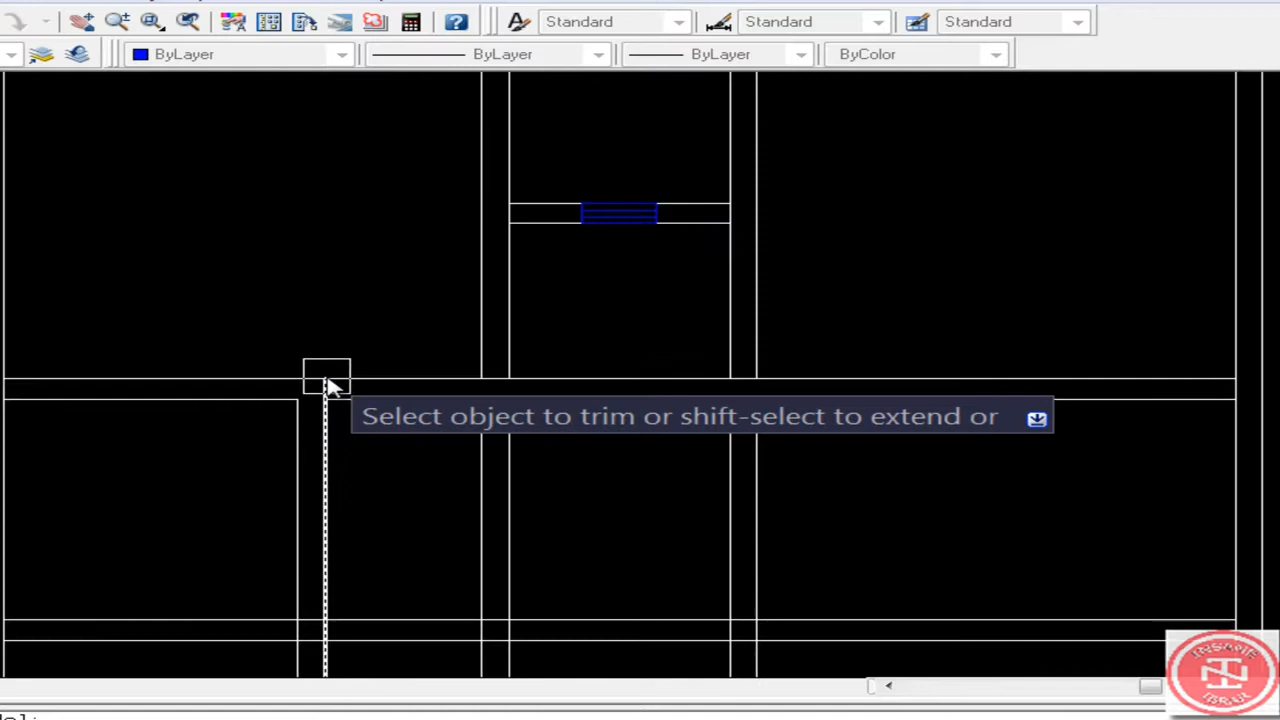 Standard Standard Standard
ByLayer ByLayer ByLayer ByColor
Select object to trim or shift-select to extend or